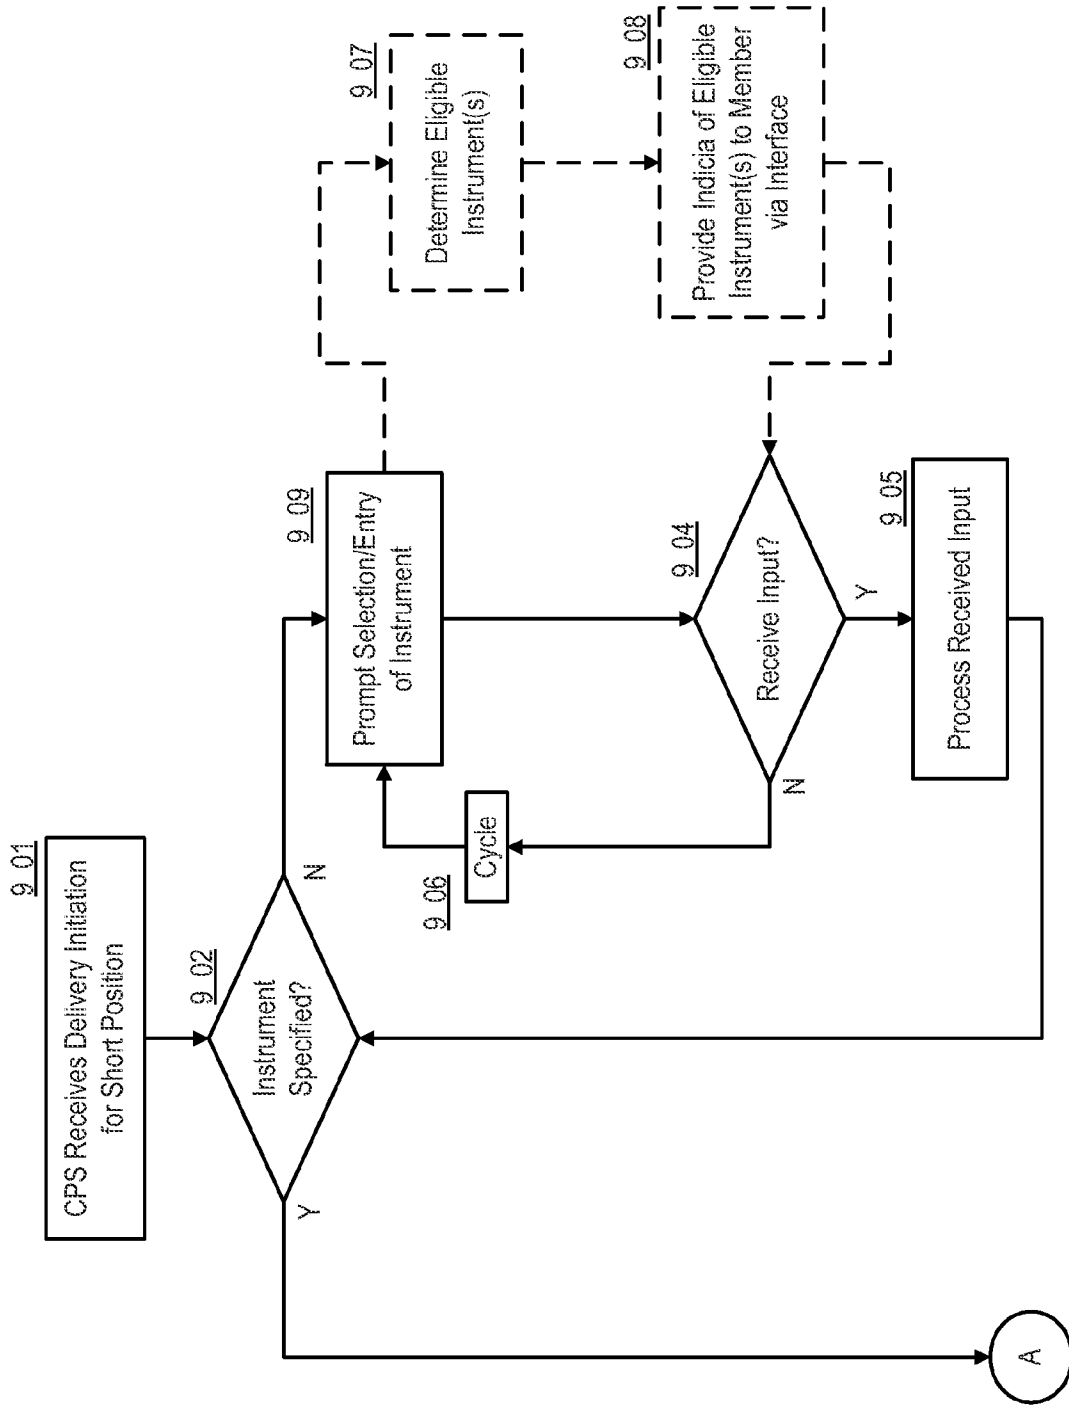 9 01
CPS Receives Delivery Initiation
for Short Position
9 02
Instrument
Specified?
Y
N
9 09
Prompt Selection/Entry
of Instrument
9 07
Determine Eligible
Instrument(s)
9 08
Provide Indicia of Eligible
Instrument(s) to Member
via Interface
9 06
Cycle
9 04
Receive Input?
N
Y
9 05
Process Received Input
A